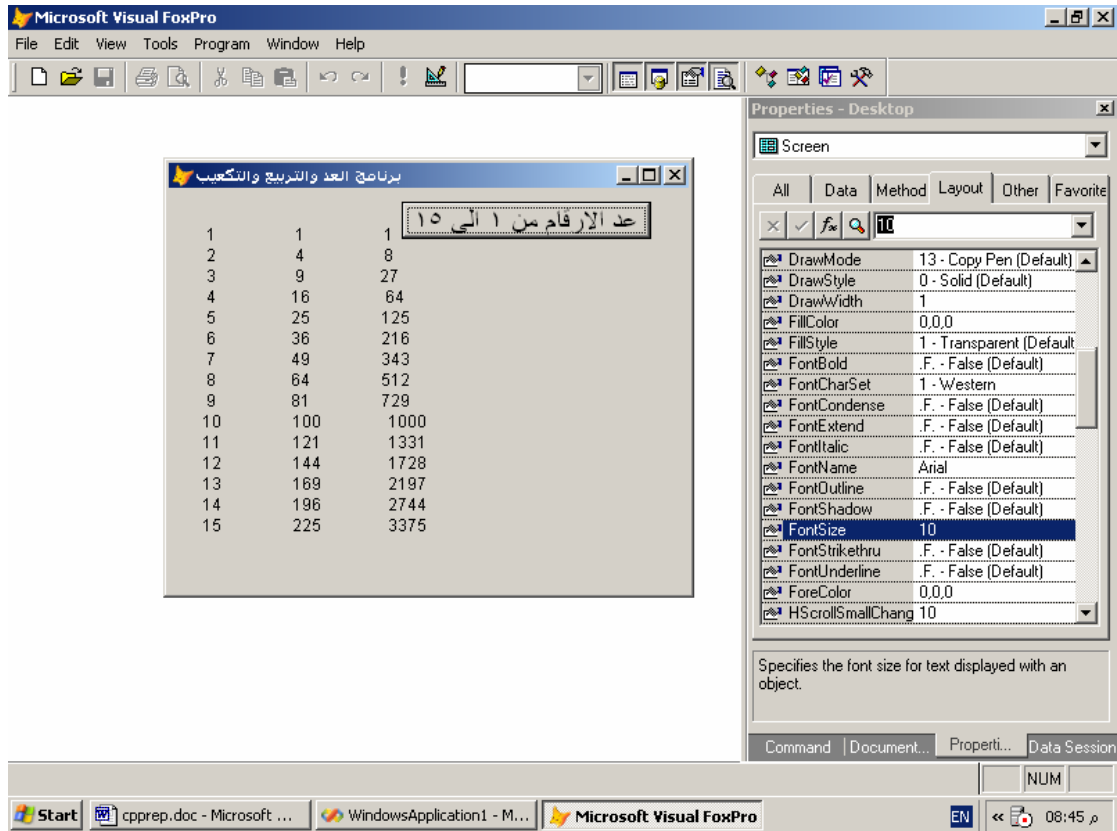 Microsoft Visual FoxPro
File Edit View Tools Program Window Help
Properties - Desktop
Screen
All Data Method Layout Other Favorite
10
DrawMode 13 - Copy Pen (Default)
DrawStyle 0 - Solid (Default)
DrawWidth 1
FillColor 0,0,0
FillStyle 1 - Transparent (Default
FontBold .F. - False (Default)
FontCharSet 1 - Western
FontCondense .F. - False (Default)
FontExtend .F. - False (Default)
FontItalic .F. - False (Default)
FontName Arial
FontOutline .F. - False (Default)
FontShadow .F. - False (Default)
FontSize 10
FontStrikethru .F. - False (Default)
FontUnderline .F. - False (Default)
ForeColor 0,0,0
HScrollSmallChang 10
Specifies the font size for text displayed with an
object.
Command Document... Properti... Data Session
برنامج العد والتربيع والتكعيب
عد الارقام من ١ الى ١٥
1 1 1
2 4 8
3 9 27
4 16 64
5 25 125
6 36 216
7 49 343
8 64 512
9 81 729
10 100 1000
11 121 1331
12 144 1728
13 169 2197
14 196 2744
15 225 3375
NUM
Start cpprep.doc - Microsoft ... WindowsApplication1 - M... Microsoft Visual FoxPro EN « 08:45 م